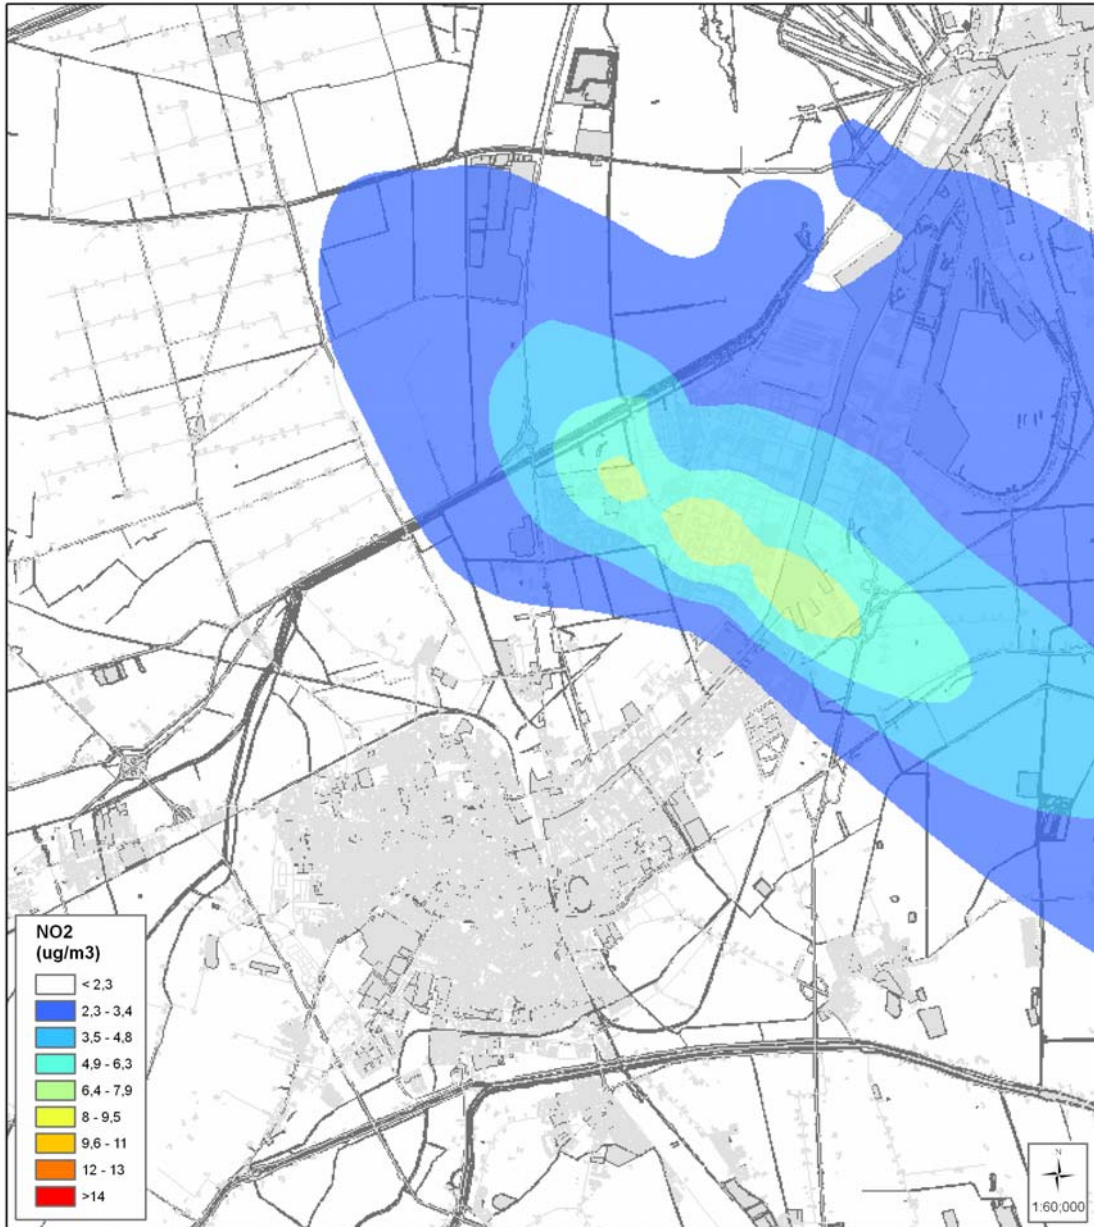 NO2
(ug/m3)
< 2,3
2,3 - 3,4
3,5 - 4,8
4,9 - 6,3
6,4 - 7,9
8 - 9,5
9,6 - 11
12 - 13
>14
N
1:60;000